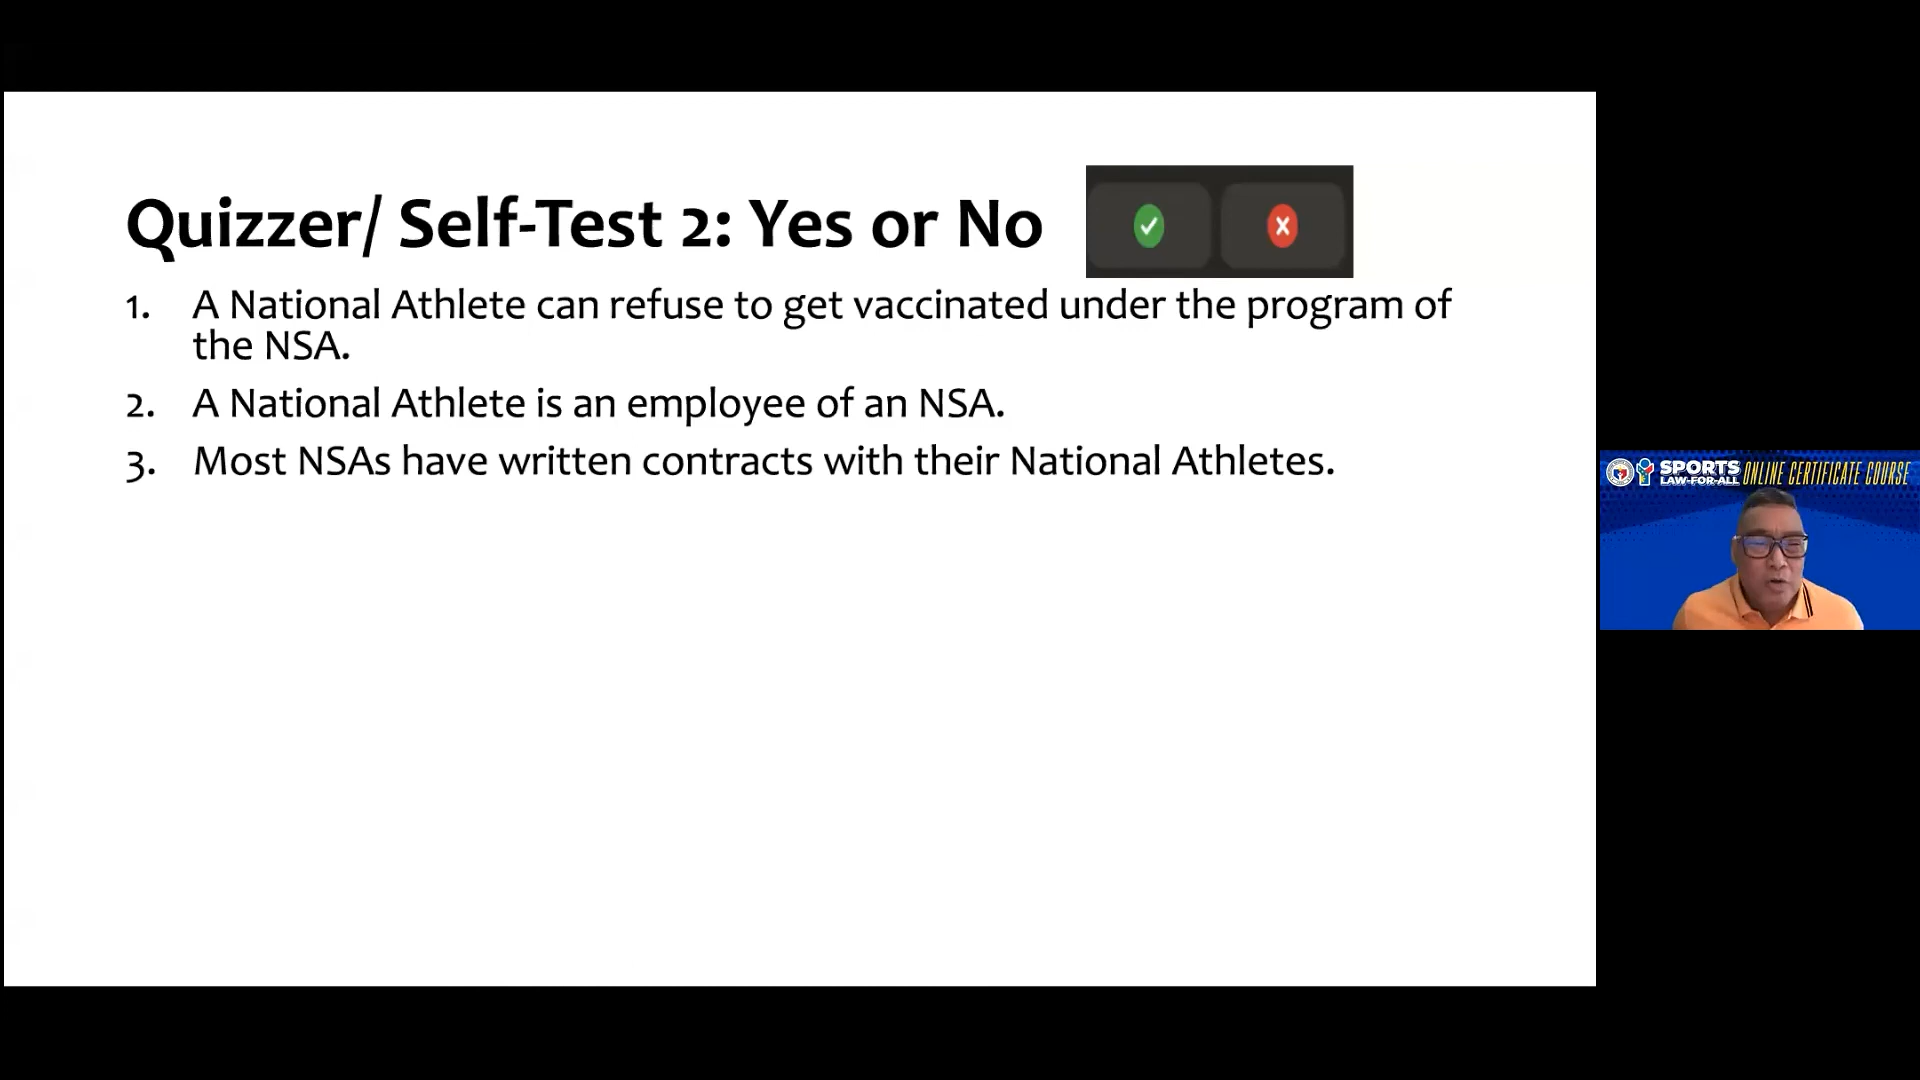 Quizzer/ Self-Test 2: Yes or No
1. A National Athlete can refuse to get vaccinated under the program of
the NSA.
2. A National Athlete is an employee of an NSA.
3. Most NSAs have written contracts with their National Athletes.
SPORTS
LAW-FOR-ALL
ONLINE CERTIFICATE COURSE